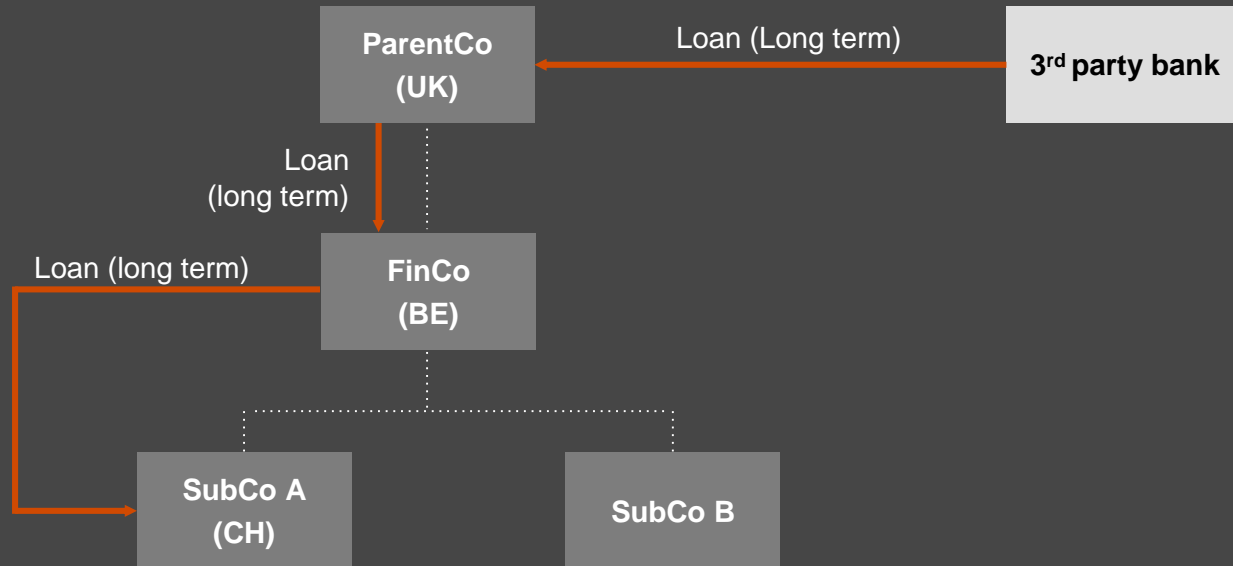 ParentCo
(UK)
Loan (Long term)
3rd party bank
Loan
(long term)
Loan (long term)
FinCo
(BE)
SubCo A
(CH)
SubCo B